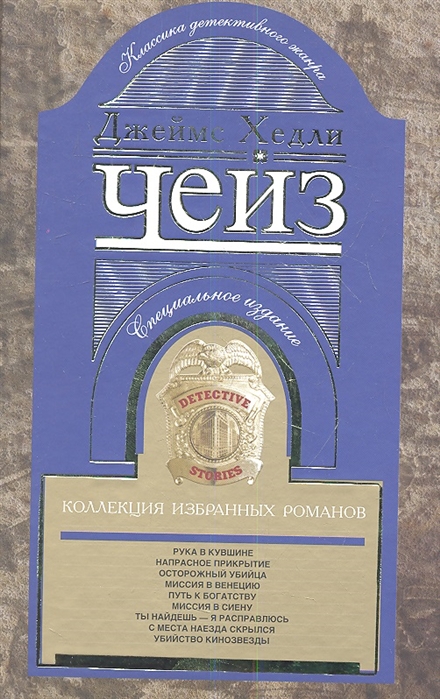 Классика детективного жанра
Джеймс Хедли
Чейз
Специальное издание
DETECTIVE
STORIES
КОЛЛЕКЦИЯ ИЗБРАННЫХ РОМАНОВ
РУКА В КУВШИНЕ
НАПРАСНОЕ ПРИКРЫТИЕ
ОСТОРОЖНЫЙ УБИЙЦА
МИССИЯ В ВЕНЕЦИЮ
ПУТЬ К БОГАТСТВУ
МИССИЯ В СИЕНУ
ТЫ НАЙДЕШЬ — Я РАСПРАВЛЮСЬ
С МЕСТА НАЕЗДА СКРЫЛСЯ
УБИЙСТВО КИНОЗВЕЗДЫ